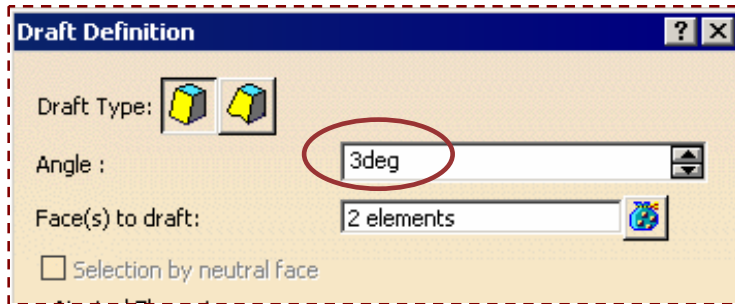 Draft Definition
Draft Type:
Angle :
3deg
Face(s) to draft:
2 elements
Selection by neutral face